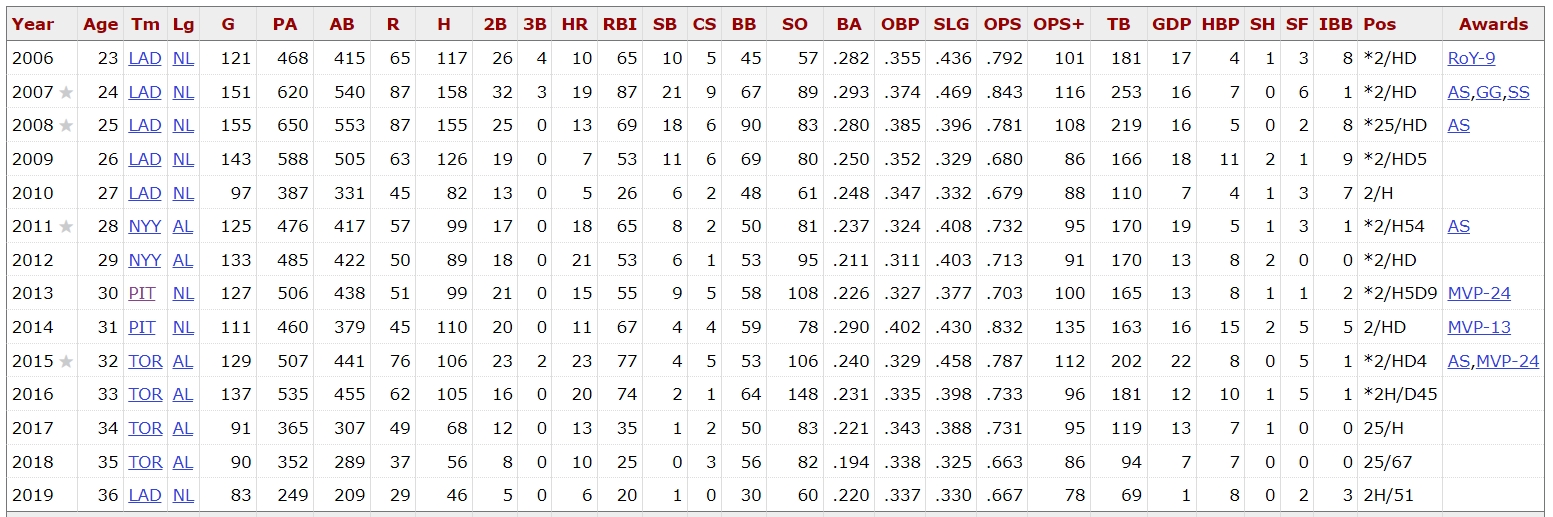 Year Age Tm Lg G PA AB R H 2B 3B HR RBI SB CS BB SO BA OBP SLG OPS OPS+ TB GDP HBP SH SF IBB Pos Awards
2006 23 LAD NL 121 468 415 65 117 26 4 10 65 10 5 45 57 .282 .355 .436 .792 101 181 17 4 1 3 8 *2/HD RoY-9
2007 ★ 24 LAD NL 151 620 540 87 158 32 3 19 87 21 9 67 89 .293 .374 .469 .843 116 253 16 7 0 6 1 *2/HD AS,GG,SS
2008 ★ 25 LAD NL 155 650 553 87 155 25 0 13 69 18 6 90 83 .280 .385 .396 .781 108 219 16 5 0 2 8 *25/HD AS
2009 26 LAD NL 143 588 505 63 126 19 0 7 53 11 6 69 80 .250 .352 .329 .680 86 166 18 11 2 1 9 *2/HD5
2010 27 LAD NL 97 387 331 45 82 13 0 5 26 6 2 48 61 .248 .347 .332 .679 88 110 7 4 1 3 7 2/H
2011 ★ 28 NYY AL 125 476 417 57 99 17 0 18 65 8 2 50 81 .237 .324 .408 .732 95 170 19 5 1 3 1 *2/H54 AS
2012 29 NYY AL 133 485 422 50 89 18 0 21 53 6 1 53 95 .211 .311 .403 .713 91 170 13 8 2 0 0 *2/HD
2013 30 PIT NL 127 506 438 51 99 21 0 15 55 9 5 58 108 .226 .327 .377 .703 100 165 13 8 1 1 2 *2/H5D9 MVP-24
2014 31 PIT NL 111 460 379 45 110 20 0 11 67 4 4 59 78 .290 .402 .430 .832 135 163 16 15 2 5 5 2/HD MVP-13
2015 ★ 32 TOR AL 129 507 441 76 106 23 2 23 77 4 5 53 106 .240 .329 .458 .787 112 202 22 8 0 5 1 *2/HD4 AS,MVP-24
2016 33 TOR AL 137 535 455 62 105 16 0 20 74 2 1 64 148 .231 .335 .398 .733 96 181 12 10 1 5 1 *2H/D45
2017 34 TOR AL 91 365 307 49 68 12 0 13 35 1 2 50 83 .221 .343 .388 .731 95 119 13 7 1 0 0 25/H
2018 35 TOR AL 90 352 289 37 56 8 0 10 25 0 3 56 82 .194 .338 .325 .663 86 94 7 7 0 0 0 25/67
2019 36 LAD NL 83 249 209 29 46 5 0 6 20 1 0 30 60 .220 .337 .330 .667 78 69 1 8 0 2 3 2H/51